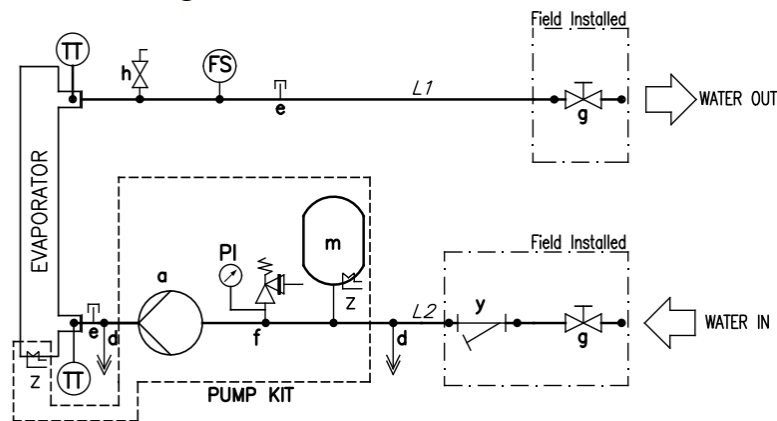 Field Installed
TT
h
FS
e
L1
g
WATER OUT
EVAPORATOR
Field Installed
m
PI
a
Z
L2
y
WATER IN
e
d
f
d
g
Z
TT
PUMP KIT